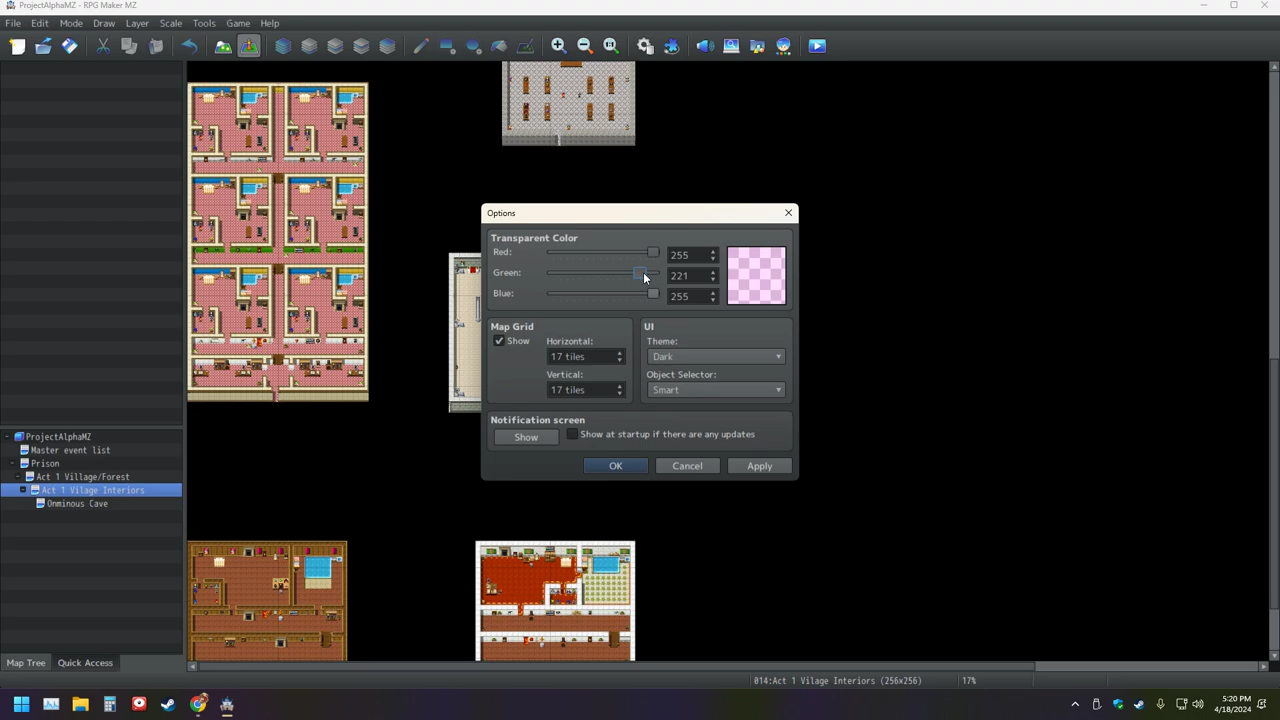 ProjectAlphaMZ - RPG Maker MZ
File Edit Mode Draw Layer Scale Tools Game Help
Options
Transparent Color
Red: 255
Green: 221
Blue: 255
Map Grid
Show
Horizontal:
17 tiles
Vertical:
17 tiles
UI
Theme:
Dark
Object Selector:
Smart
Notification screen
Show
Show at startup if there are any updates
OK Cancel Apply
ProjectAlphaMZ
Master event list
Prison
Act 1 Village/Forest
Act 1 Vilage Interiors
Onminous Cave
Map Tree Quick Access
014:Act 1 Vilage Interiors (256x256) 17%
5:20 PM
4/18/2024